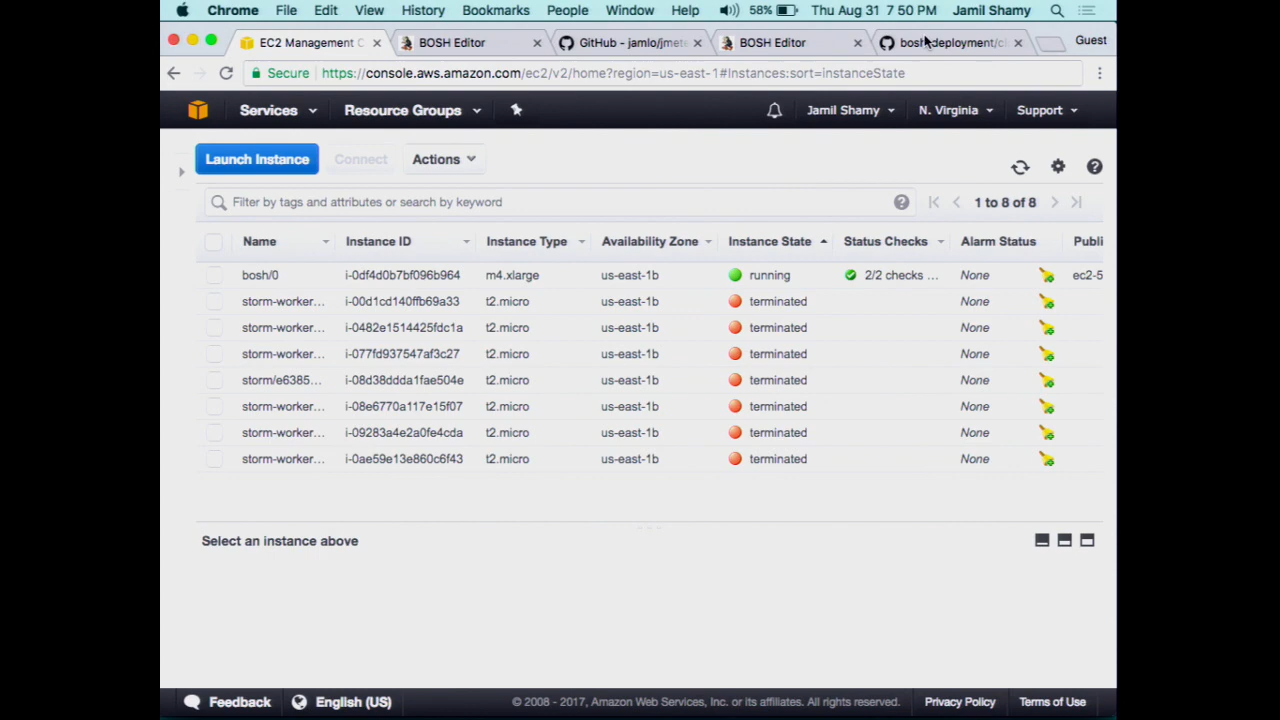 Chrome File Edit View History Bookmarks People Window Help 58% Thu Aug 31 7:50 PM Jamil Shamy
EC2 Management C BOSH Editor GitHub - jamlo/jmete BOSH Editor bosh-deployment/c Guest
Secure https://console.aws.amazon.com/ec2/v2/home?region=us-east-1#Instances:sort=instanceState
Services Resource Groups Jamil Shamy N. Virginia Support
Launch Instance Connect Actions
Filter by tags and attributes or search by keyword 1 to 8 of 8
Name Instance ID Instance Type Availability Zone Instance State Status Checks Alarm Status Publi
bosh/0 i-0df4d0b7bf096b964 m4.xlarge us-east-1b running 2/2 checks ... None ec2-5
storm-worker... i-00d1cd140ffb69a33 t2.micro us-east-1b terminated None
storm-worker... i-0482e1514425fdc1a t2.micro us-east-1b terminated None
storm-worker... i-077fd937547af3c27 t2.micro us-east-1b terminated None
storm/e6385... i-08d38ddda1fae504e t2.micro us-east-1b terminated None
storm-worker... i-08e6770a117e15f07 t2.micro us-east-1b terminated None
storm-worker... i-09283a4e2a0fe4cda t2.micro us-east-1b terminated None
storm-worker... i-0ae59e13e860c6f43 t2.micro us-east-1b terminated None
Select an instance above
Feedback English (US) © 2008 - 2017, Amazon Web Services, Inc. or its affiliates. All rights reserved. Privacy Policy Terms of Use